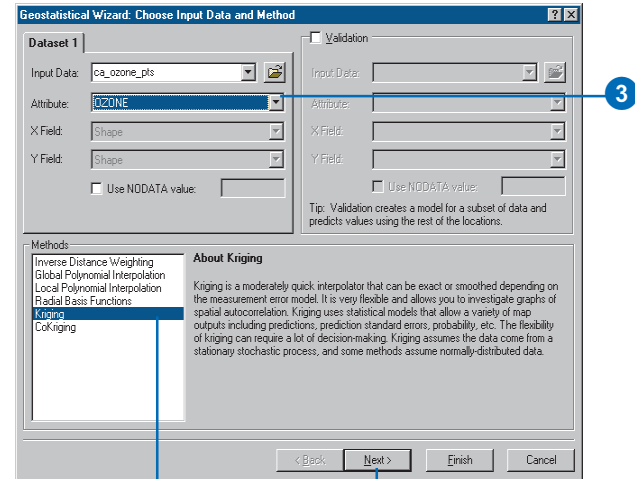 Geostatistical Wizard: Choose Input Data and Method
Dataset 1
Input Data: ca_ozone_pts
Attribute: OZONE
X Field: Shape
Y Field: Shape
Use NODATA value:
Validation
Input Data:
Attribute:
X Field:
Y Field:
Use NODATA value:
Tip: Validation creates a model for a subset of data and
predicts values using the rest of the locations.
3
Methods
Inverse Distance Weighting
Global Polynomial Interpolation
Local Polynomial Interpolation
Radial Basis Functions
Kriging
CoKriging
About Kriging
Kriging is a moderately quick interpolator that can be exact or smoothed depending on
the measurement error model. It is very flexible and allows you to investigate graphs of
spatial autocorrelation. Kriging uses statistical models that allow a variety of map
outputs including predictions, prediction standard errors, probability, etc. The flexibility
of kriging can require a lot of decision-making. Kriging assumes the data come from a
stationary stochastic process, and some methods assume normally-distributed data.
< Back Next > Finish Cancel